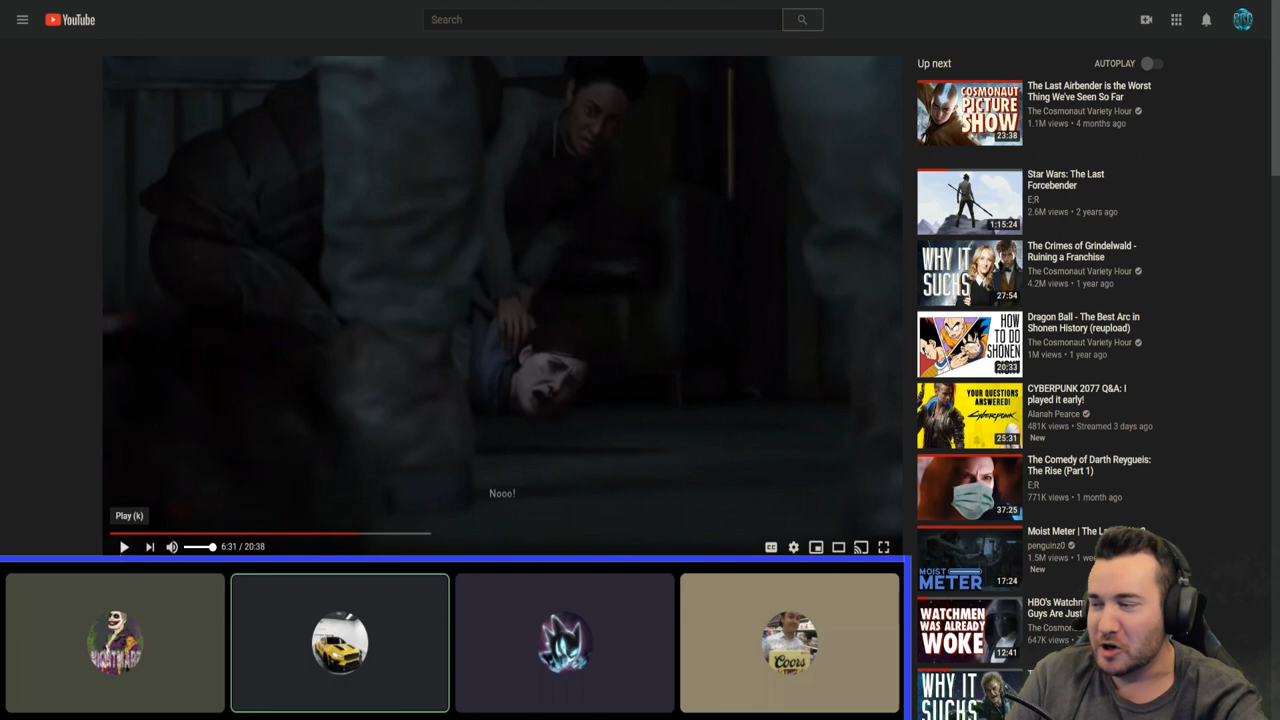 YouTube
Search
Up next
AUTOPLAY
COSMONAUT
PICTURE
SHOW
23:38
The Last Airbender is the Worst
Thing We've Seen So Far
The Cosmonaut Variety Hour
1.1M views • 4 months ago
1:15:24
Star Wars: The Last
Forcebender
E;R
2.6M views • 2 years ago
WHY IT
SUCKS
27:54
The Crimes of Grindelwald -
Ruining a Franchise
The Cosmonaut Variety Hour
4.2M views • 1 year ago
HOW
TO DO
SHONEN
RIGHT
20:33
Dragon Ball - The Best Arc in
Shonen History (reupload)
The Cosmonaut Variety Hour
1M views • 1 year ago
YOUR QUESTIONS
ANSWERED!
CYBERPUNK
25:31
CYBERPUNK 2077 Q&A: I
played it early!
Alanah Pearce
481K views • Streamed 3 days ago
New
37:25
The Comedy of Darth Reygueis:
The Rise (Part 1)
E;R
771K views • 1 month ago
MOIST
METER
17:24
Moist Meter | The
penguinz0
1.5M views • 1
New
WATCHMEN
WAS ALREADY
WOKE
12:41
HBO's
Guys Are Just
The
647K views
WHY IT
SUCKS
Nooo!
Play (k)
6:31 / 20:38
CC
NIGHTMARE
Coors